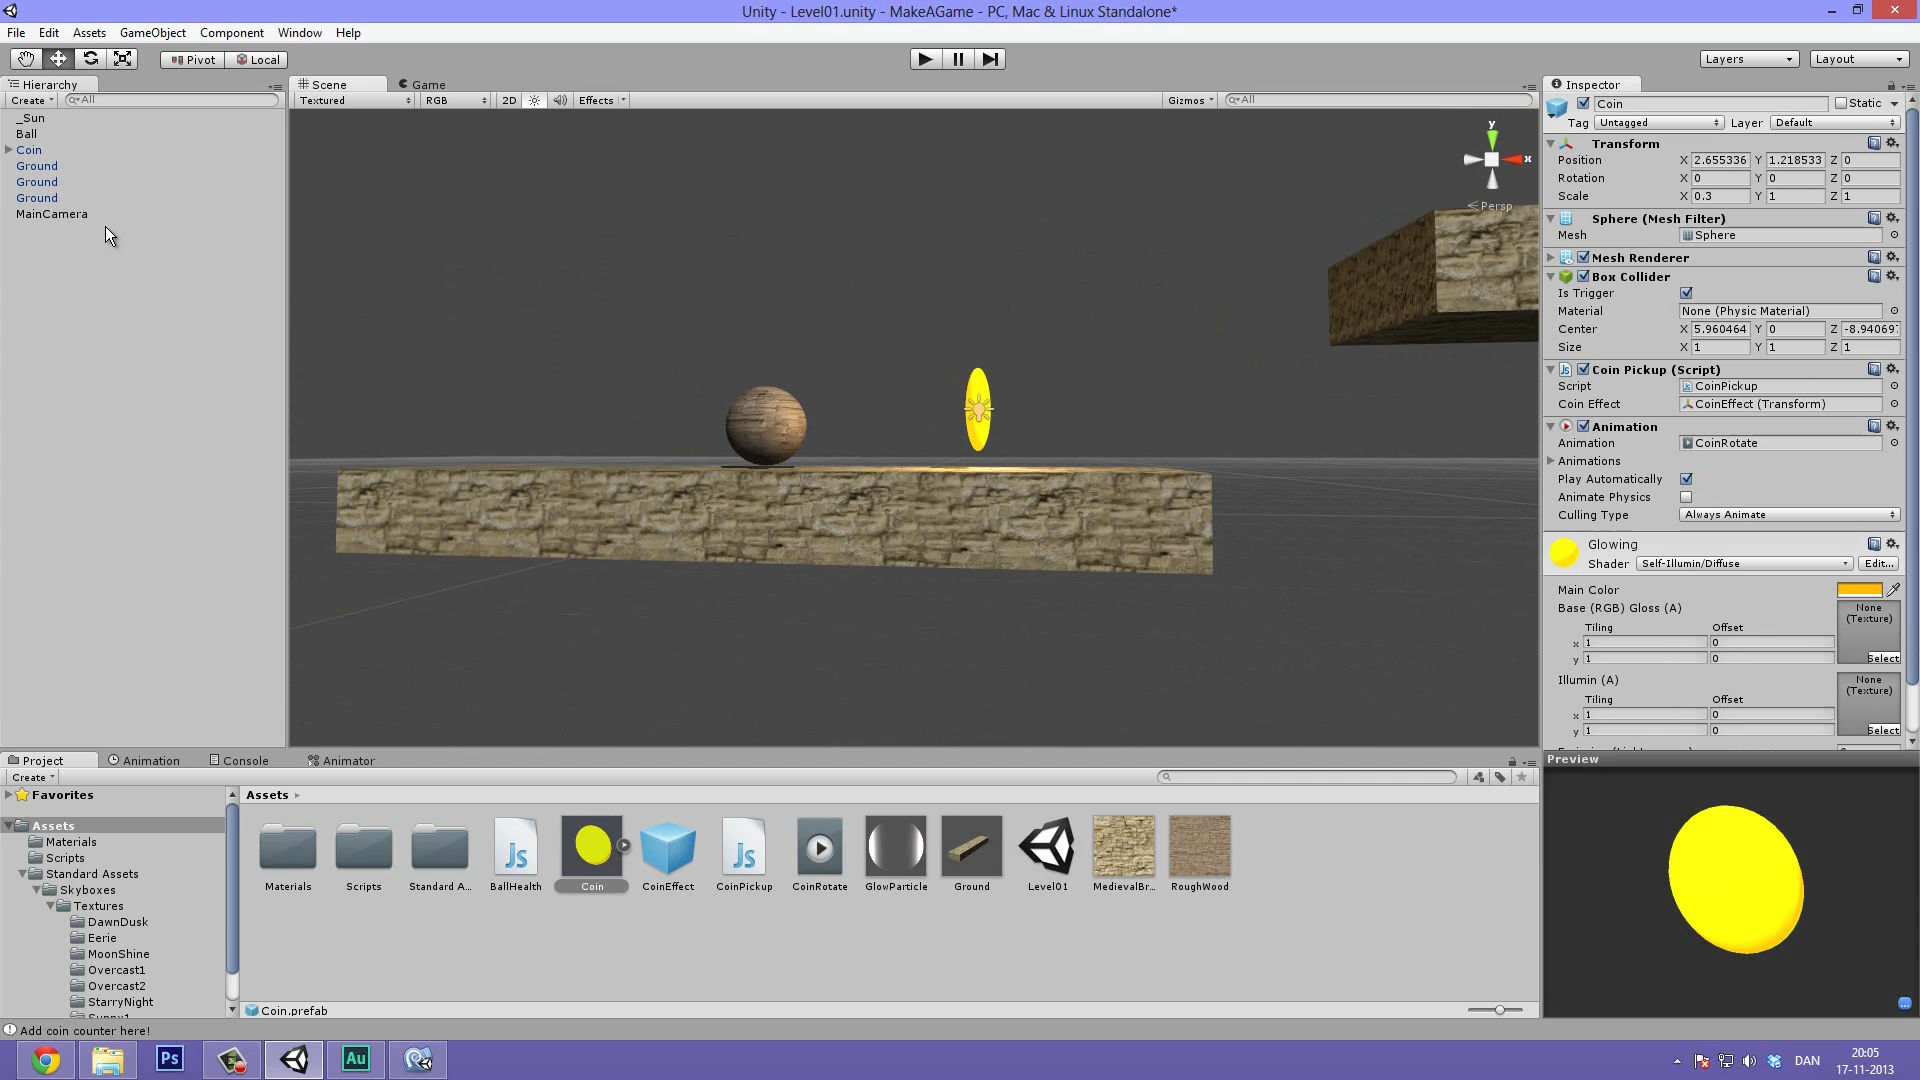 Unity - Level01.unity - MakeAGame - PC, Mac & Linux Standalone*
File Edit Assets GameObject Component Window Help
Pivot Local Layers Layout
Hierarchy
Create All
_Sun
Ball
Coin
Ground
Ground
Ground
MainCamera
Scene Game
Textured RGB 2D Effects Gizmos All
y
x
Persp
Inspector
Coin Static
Tag Untagged Layer Default
Transform
Position X 2.655336 Y 1.218533 Z 0
Rotation X 0 Y 0 Z 0
Scale X 0.3 Y 1 Z 1
Sphere (Mesh Filter)
Mesh Sphere
Mesh Renderer
Box Collider
Is Trigger
Material None (Physic Material)
Center X 5.960464 Y 0 Z -8.94069
Size X 1 Y 1 Z 1
Coin Pickup (Script)
Script CoinPickup
Coin Effect CoinEffect (Transform)
Animation
Animation CoinRotate
Animations
Play Automatically
Animate Physics
Culling Type Always Animate
Glowing
Shader Self-Illumin/Diffuse Edit...
Main Color
Base (RGB) Gloss (A) None (Texture)
Tiling Offset
x 1 0
y 1 0 Select
Illumin (A) None (Texture)
Tiling Offset
x 1 0
y 1 0 Select
Preview
Project Animation Console Animator
Create
Favorites
Assets
Materials
Scripts
Standard Assets
Skyboxes
Textures
DawnDusk
Eerie
MoonShine
Overcast1
Overcast2
StarryNight
Assets
Materials Scripts Standard A... Js BallHealth Coin CoinEffect Js CoinPickup CoinRotate GlowParticle Ground Level01 MedievalBr... RoughWood
Coin.prefab
Add coin counter here!
Ps Au DAN
20:05
17-11-2013